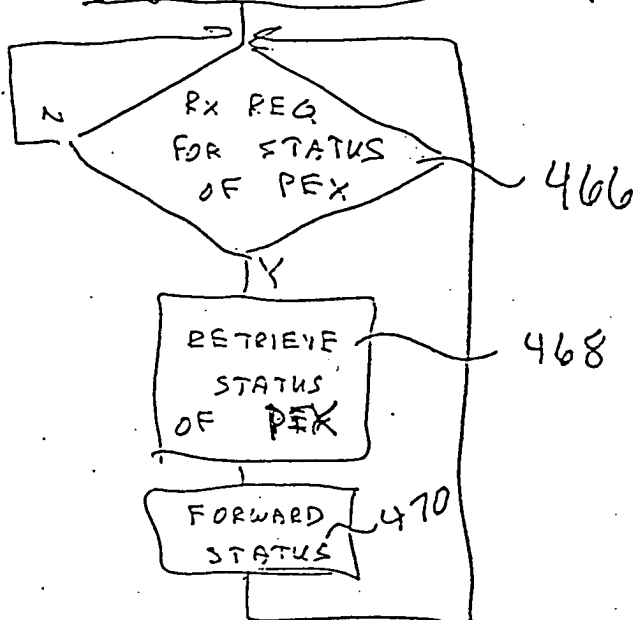 RX REQ
FOR STATUS
OF PEX
466
N
Y
RETRIEVE
STATUS
OF PEX
468
FORWARD
STATUS
470